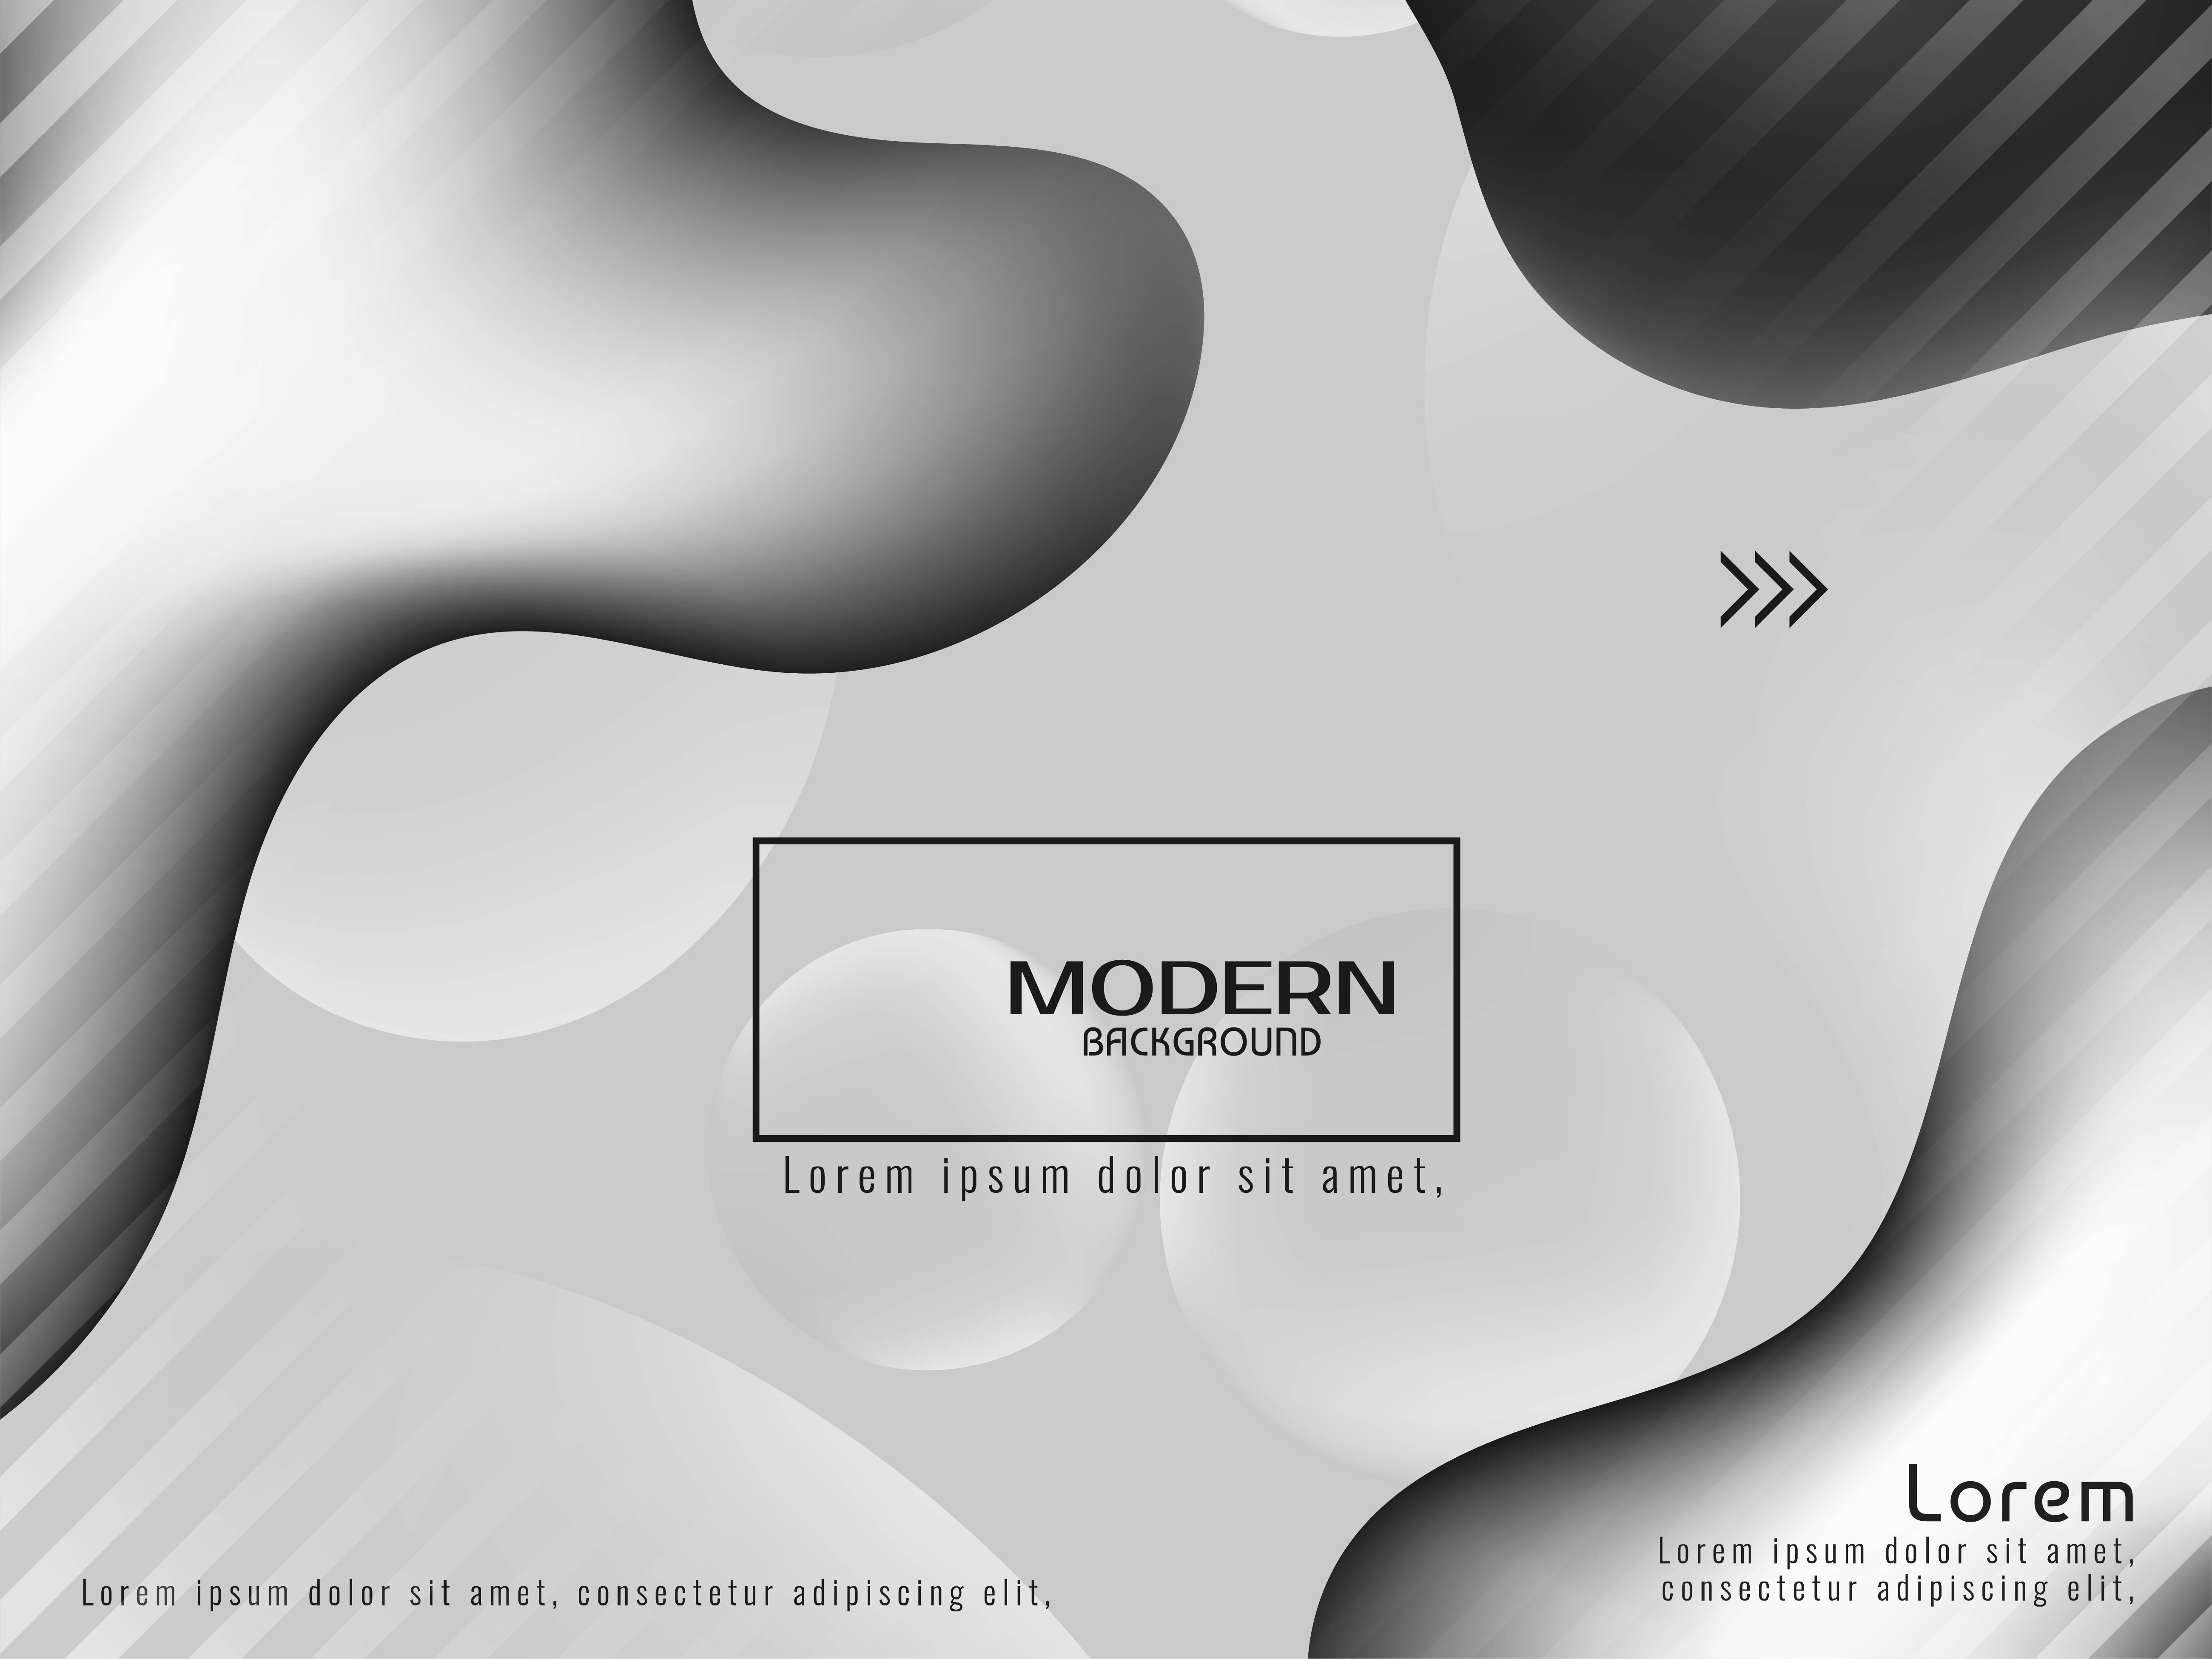 MODERN
BACKGROUND
Lorem ipsum dolor sit amet,
Lorem
Lorem ipsum dolor sit amet,
consectetur adipiscing elit,
Lorem ipsum dolor sit amet, consectetur adipiscing elit,